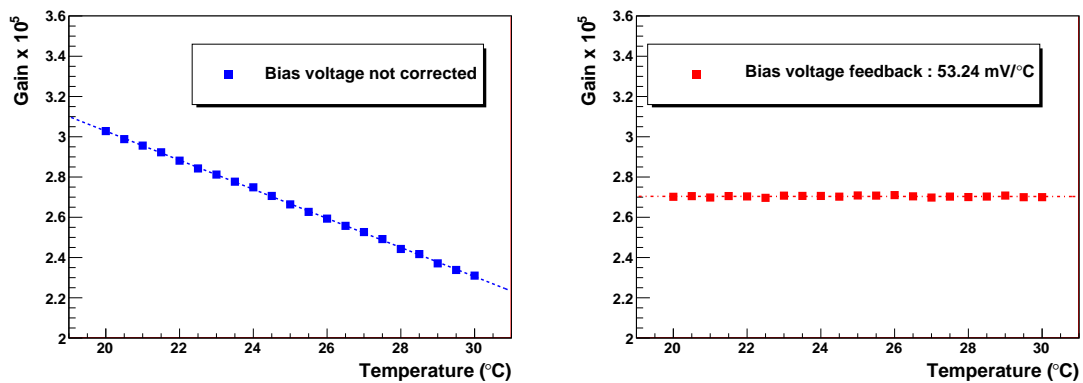 Gain x 10^5
3.6
3.4
3.2
3
2.8
2.6
2.4
2.2
2
Bias voltage not corrected
20 22 24 26 28 30
Temperature (°C)
Gain x 10^5
3.6
3.4
3.2
3
2.8
2.6
2.4
2.2
2
Bias voltage feedback : 53.24 mV/°C
20 22 24 26 28 30
Temperature (°C)